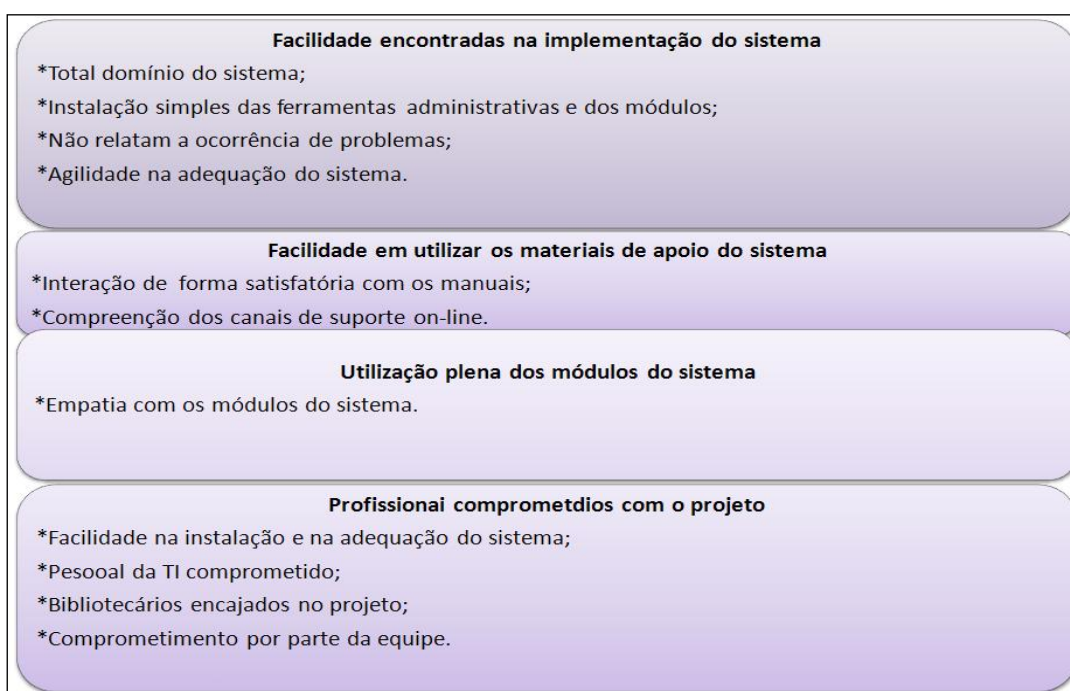 Facilidade encontradas na implementação do sistema
*Total domínio do sistema;
*Instalação simples das ferramentas administrativas e dos módulos;
*Não relatam a ocorrência de problemas;
*Agilidade na adequação do sistema.
Facilidade em utilizar os materiais de apoio do sistema
*Interação de forma satisfatória com os manuais;
*Compreenção dos canais de suporte on-line.
Utilização plena dos módulos do sistema
*Empatia com os módulos do sistema.
Profissionai comprometdios com o projeto
*Facilidade na instalação e na adequação do sistema;
*Pesooal da TI comprometido;
*Bibliotecários encajados no projeto;
*Comprometimento por parte da equipe.